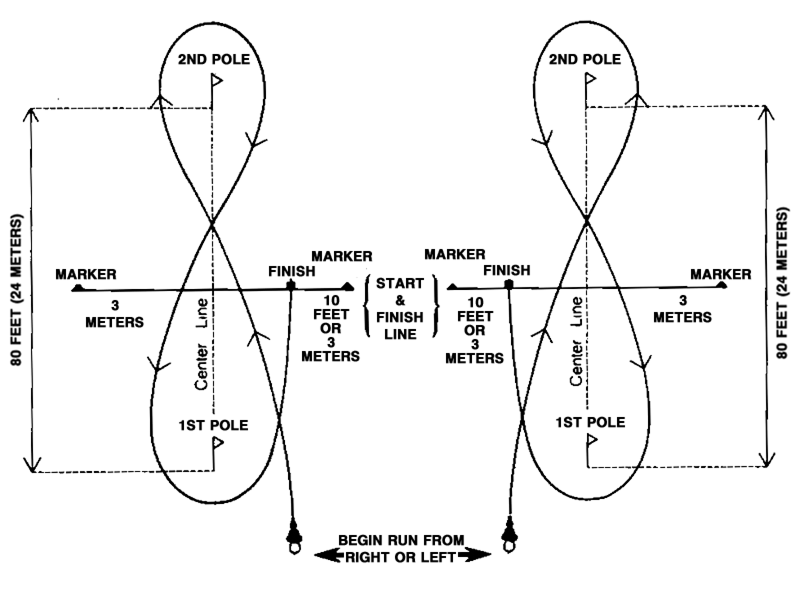 2ND POLE
2ND POLE
80 FEET (24 METERS)
MARKER
3
METERS
Center Line
FINISH
MARKER
10
FEET
OR
3
METERS
START
&
FINISH
LINE
MARKER
FINISH
10
FEET
OR
3
METERS
Center Line
MARKER
3
METERS
80 FEET (24 METERS)
1ST POLE
1ST POLE
BEGIN RUN FROM
RIGHT OR LEFT